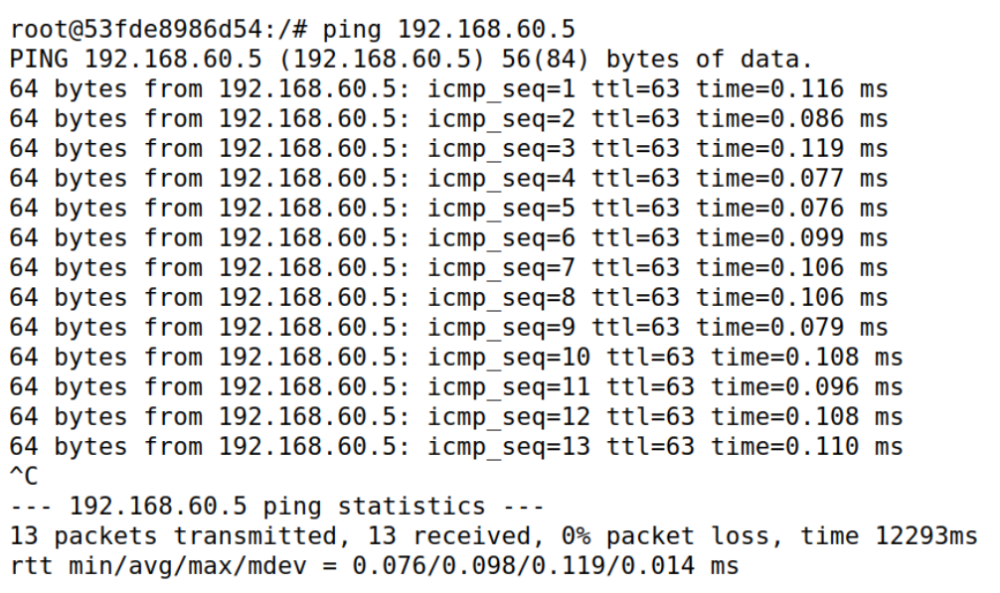 root@53fde8986d54:/# ping 192.168.60.5
PING 192.168.60.5 (192.168.60.5) 56(84) bytes of data.
64 bytes from 192.168.60.5: icmp_seq=1 ttl=63 time=0.116 ms
64 bytes from 192.168.60.5: icmp_seq=2 ttl=63 time=0.086 ms
64 bytes from 192.168.60.5: icmp_seq=3 ttl=63 time=0.119 ms
64 bytes from 192.168.60.5: icmp_seq=4 ttl=63 time=0.077 ms
64 bytes from 192.168.60.5: icmp_seq=5 ttl=63 time=0.076 ms
64 bytes from 192.168.60.5: icmp_seq=6 ttl=63 time=0.099 ms
64 bytes from 192.168.60.5: icmp_seq=7 ttl=63 time=0.106 ms
64 bytes from 192.168.60.5: icmp_seq=8 ttl=63 time=0.106 ms
64 bytes from 192.168.60.5: icmp_seq=9 ttl=63 time=0.079 ms
64 bytes from 192.168.60.5: icmp_seq=10 ttl=63 time=0.108 ms
64 bytes from 192.168.60.5: icmp_seq=11 ttl=63 time=0.096 ms
64 bytes from 192.168.60.5: icmp_seq=12 ttl=63 time=0.108 ms
64 bytes from 192.168.60.5: icmp_seq=13 ttl=63 time=0.110 ms
^C
--- 192.168.60.5 ping statistics ---
13 packets transmitted, 13 received, 0% packet loss, time 12293ms
rtt min/avg/max/mdev = 0.076/0.098/0.119/0.014 ms